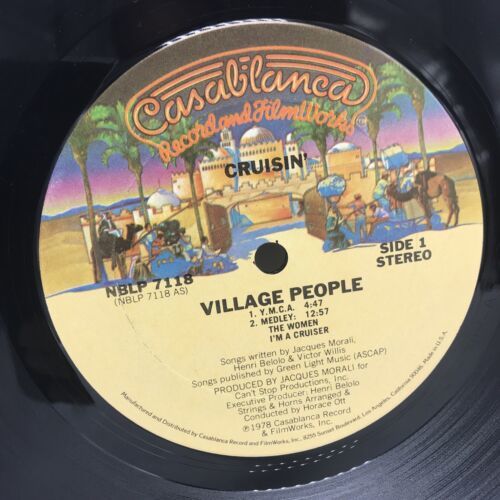 Casablanca
Record and FilmWorks
'CRUISIN'
NBLP 7118
(NBLP 7118 AS)
SIDE 1
STEREO
VILLAGE PEOPLE
1. Y.M.C.A. 4:47
2. MEDLEY: 12:57
THE WOMEN
I'M A CRUISER
Songs written by Jacques Morali,
Henri Belolo & Victor Willis
Songs published by Green Light Music (ASCAP)
PRODUCED BY JACQUES MORALI for
Can't Stop Productions, Inc.
Executive Producer: Henri Belolo
Strings & Horns Arranged &
Conducted by Horace Ott
℗1978 Casablanca Record
& FilmWorks, Inc.
Manufactured and Distributed by Casablanca Record and FilmWorks, Inc., 8255 Sunset Boulevard, Los Angeles, California 90046. Made in U.S.A.